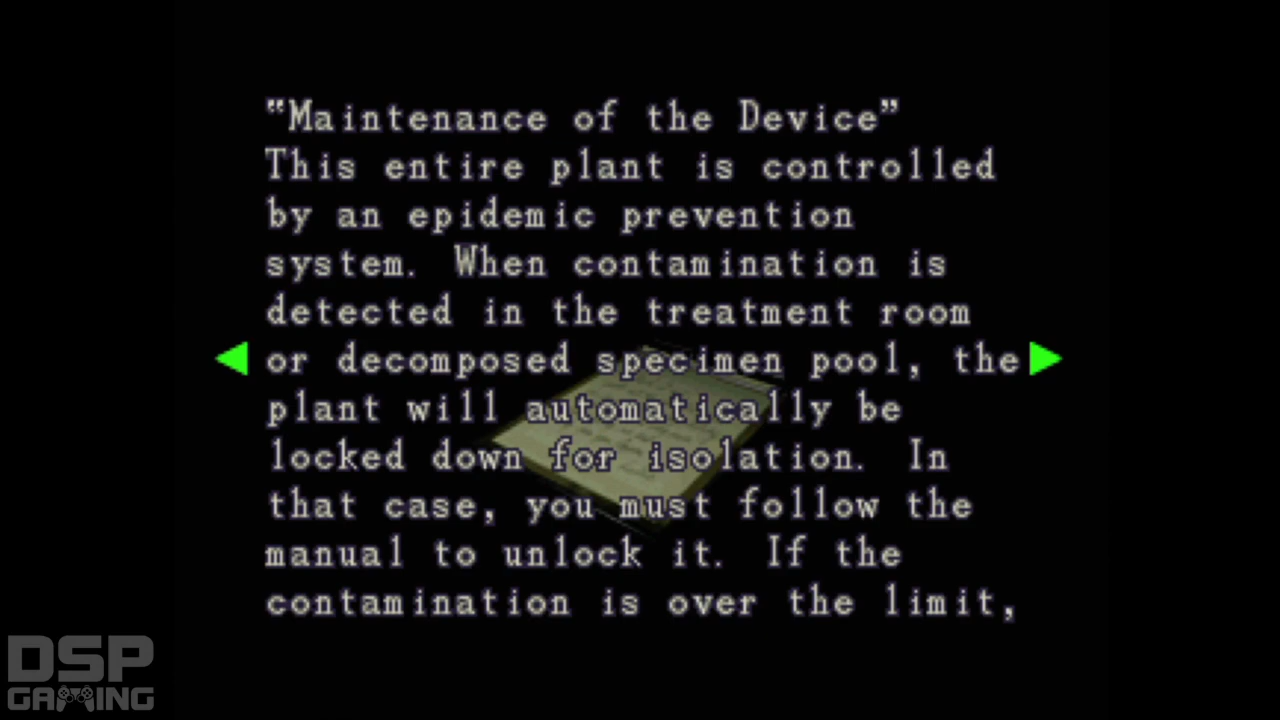 "Maintenance of the Device"
This entire plant is controlled
by an epidemic prevention
system. When contamination is
detected in the treatment room
or decomposed specimen pool, the
plant will automatically be
locked down for isolation. In
that case, you must follow the
manual to unlock it. If the
contamination is over the limit,
DSP
GAMING